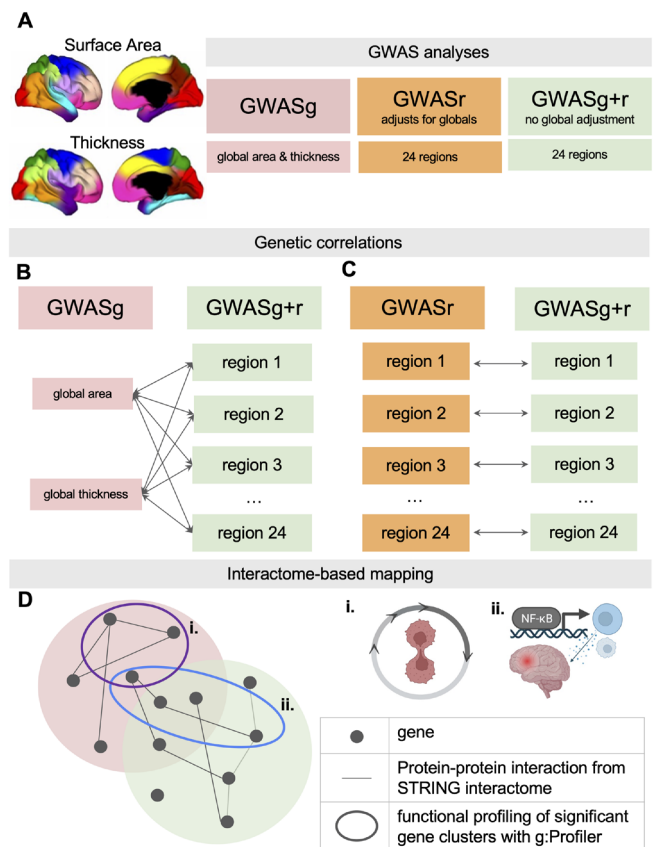 A
Surface Area
Thickness
GWAS analyses
GWASg
GWASr
adjusts for globals
GWASg+r
no global adjustment
global area & thickness
24 regions
24 regions
Genetic correlations
B
GWASg
GWASg+r
global area
global thickness
region 1
region 2
region 3
...
region 24
C
GWASr
GWASg+r
region 1
region 1
region 2
region 2
region 3
region 3
...
...
region 24
region 24
Interactome-based mapping
D
i.
ii.
i.
ii.
NF-κB
gene
Protein-protein interaction from
STRING interactome
functional profiling of significant
gene clusters with g:Profiler